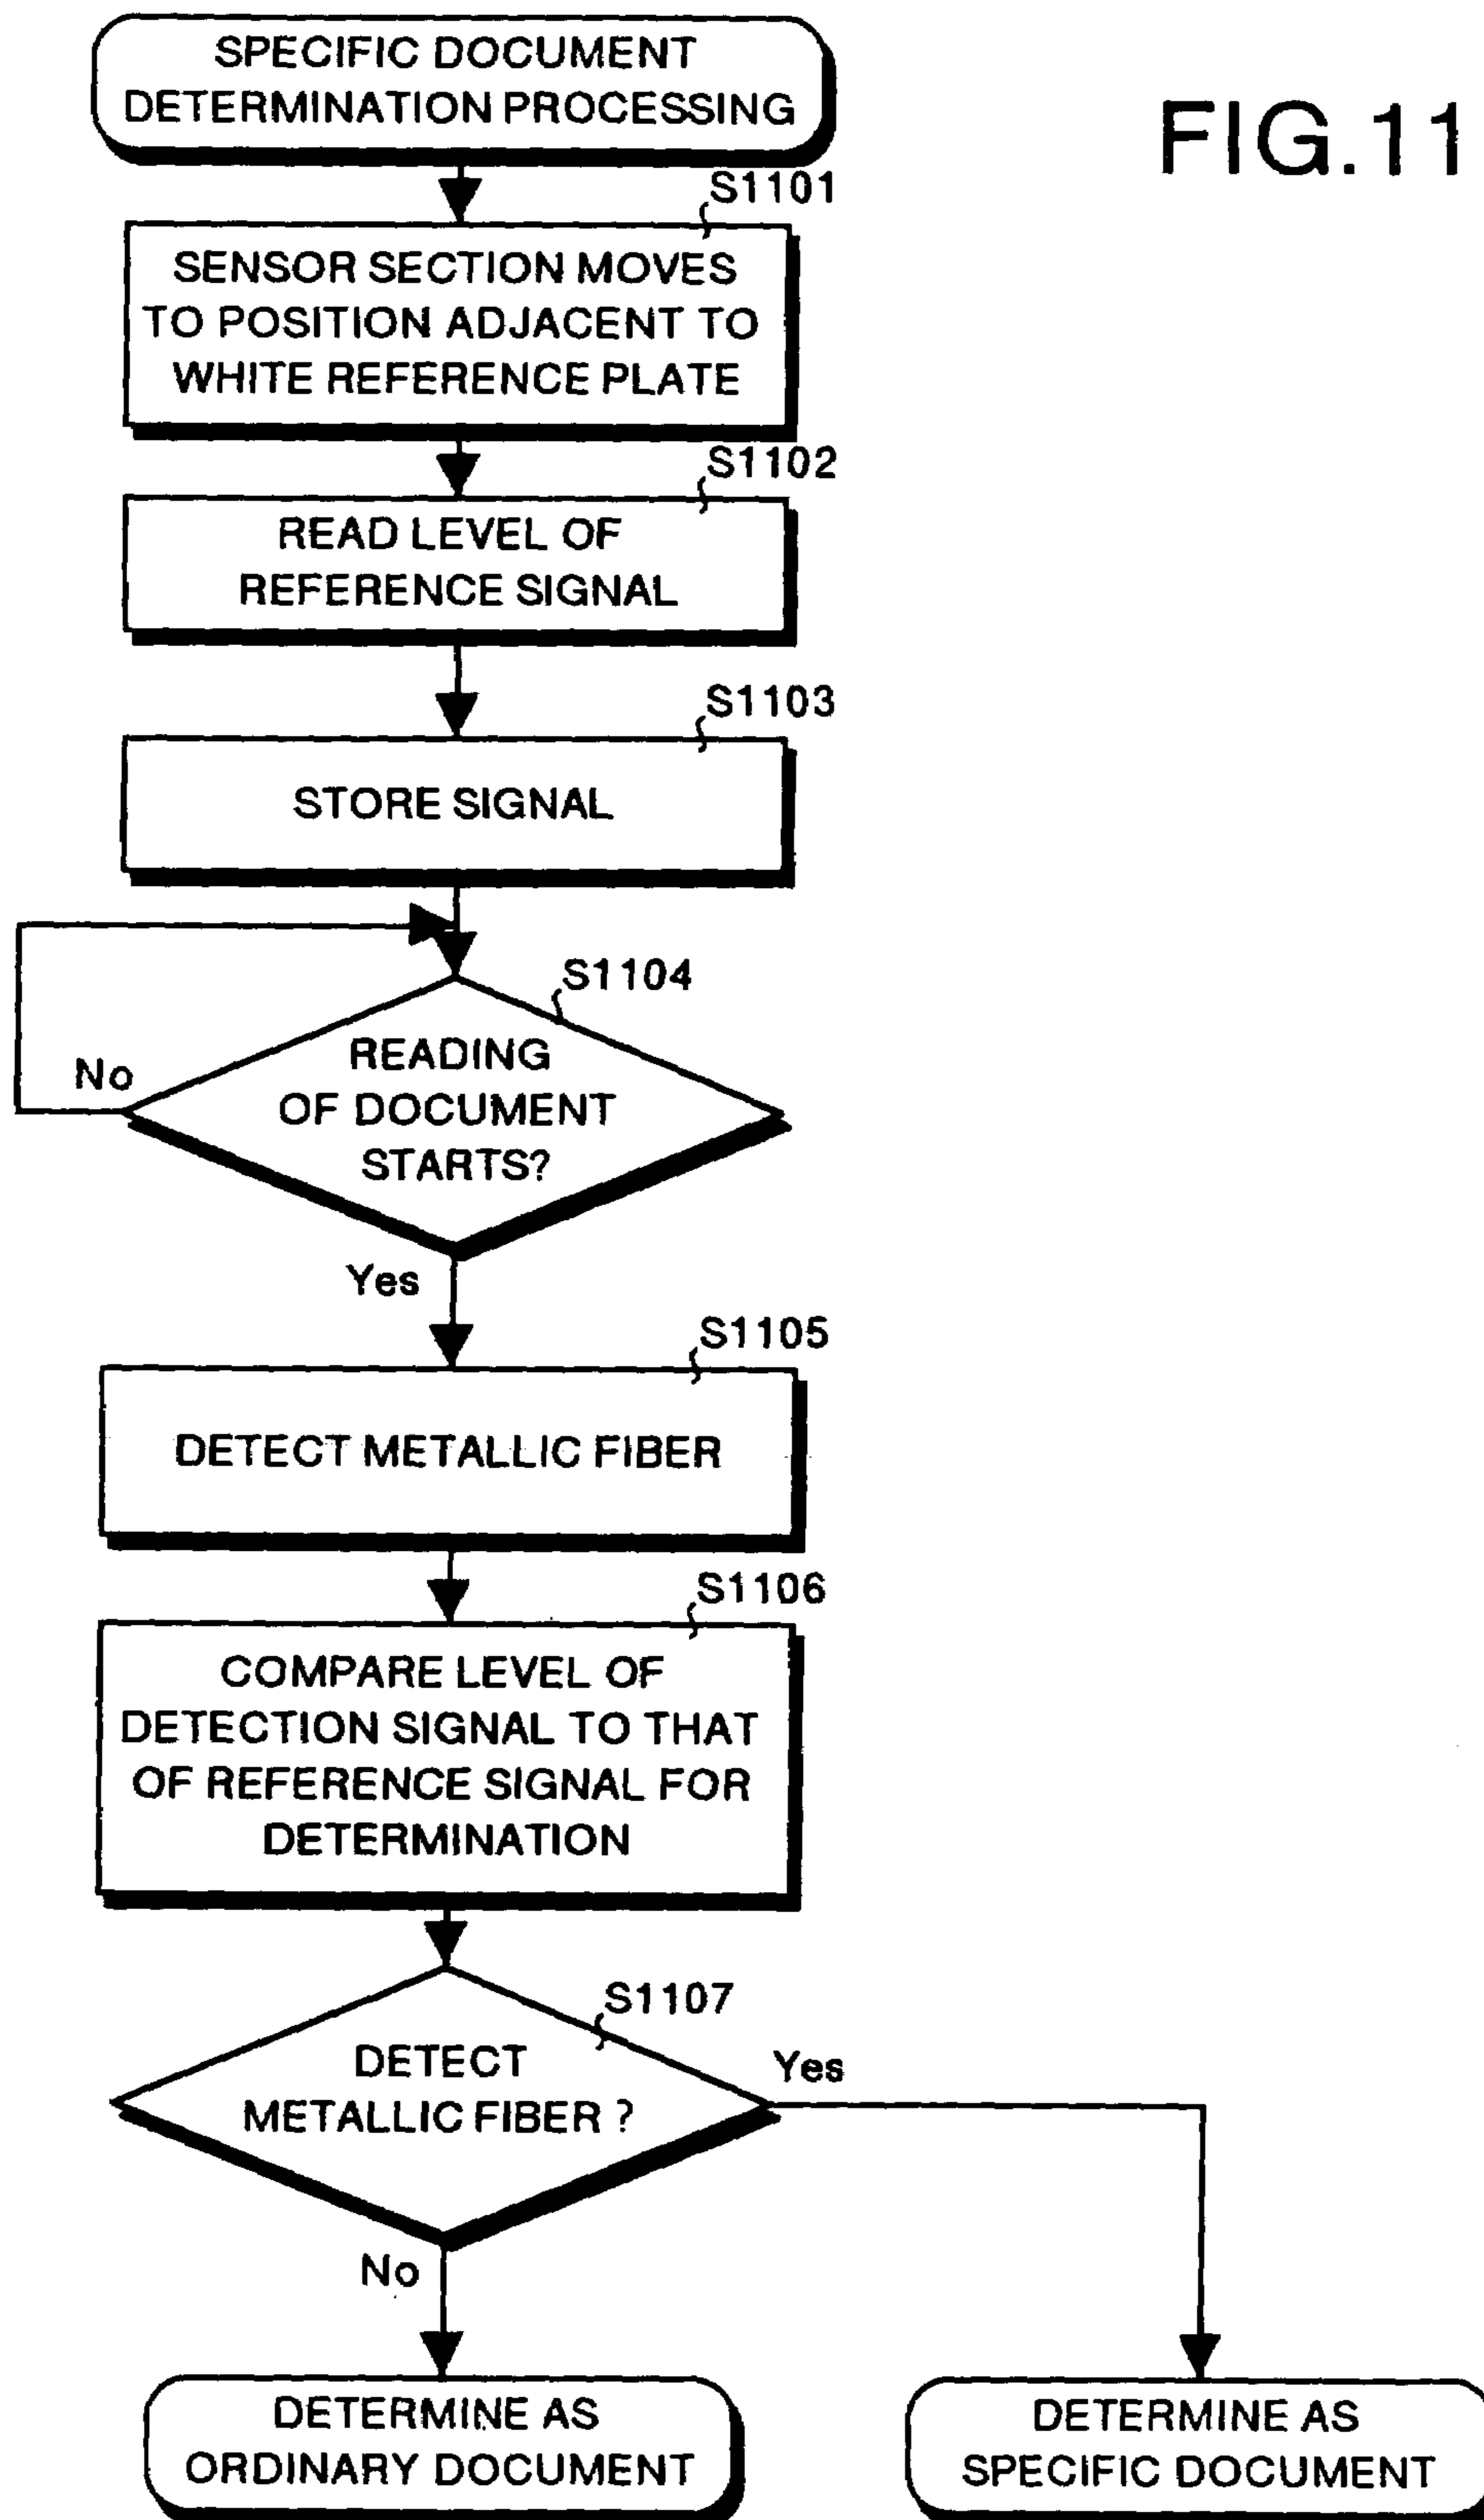 SPECIFIC DOCUMENT
DETERMINATION PROCESSING
FIG.11
S1101
SENSOR SECTION MOVES
TO POSITION ADJACENT TO
WHITE REFERENCE PLATE
S1102
READ LEVEL OF
REFERENCE SIGNAL
S1103
STORE SIGNAL
S1104
READING
OF DOCUMENT
STARTS?
No
Yes
S1105
DETECT METALLIC FIBER
S1106
COMPARE LEVEL OF
DETECTION SIGNAL TO THAT
OF REFERENCE SIGNAL FOR
DETERMINATION
S1107
DETECT
METALLIC FIBER ?
Yes
No
DETERMINE AS
ORDINARY DOCUMENT
DETERMINE AS
SPECIFIC DOCUMENT